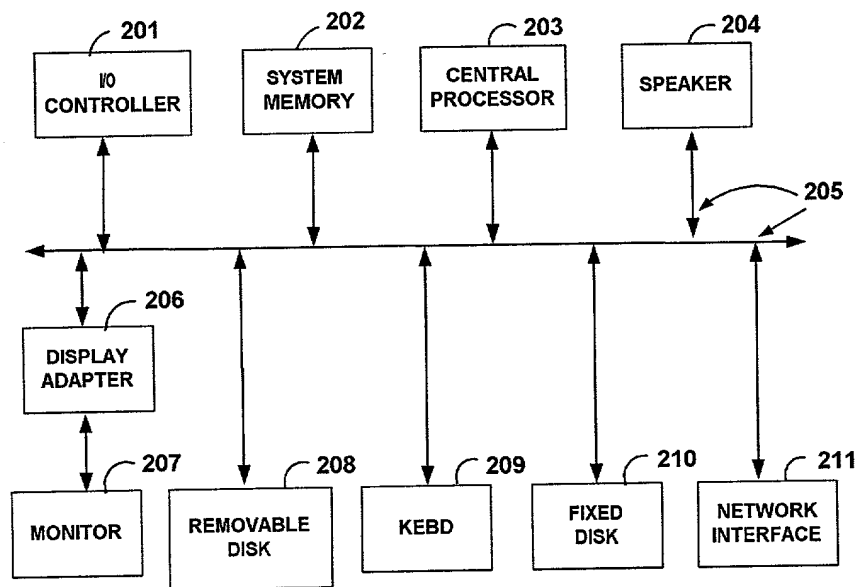 201
I/O
CONTROLLER
202
SYSTEM
MEMORY
203
CENTRAL
PROCESSOR
204
SPEAKER
205
206
DISPLAY
ADAPTER
207
MONITOR
208
REMOVABLE
DISK
209
KEBD
210
FIXED
DISK
211
NETWORK
INTERFACE